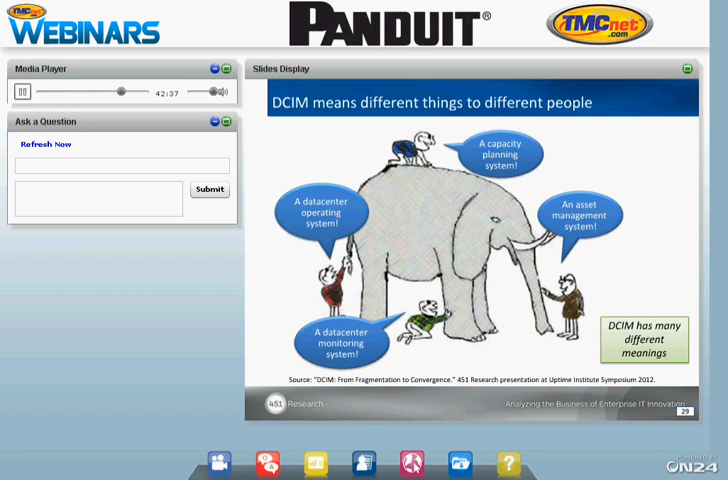 TMCnet
WEBINARS
PANDUIT®
TMCnet
.com
Media Player
42:37
Ask a Question
Refresh Now
Submit
Slides Display
DCIM means different things to different people
A capacity
planning
system!
A datacenter
operating
system!
An asset
management
system!
A datacenter
monitoring
system!
DCIM has many
different
meanings
Source: "DCIM: From Fragmentation to Convergence." 451 Research presentation at Uptime Institute Symposium 2012.
451 Research
Analyzing the Business of Enterprise IT Innovation
29
Q
A
?
POWERED BY
ON24